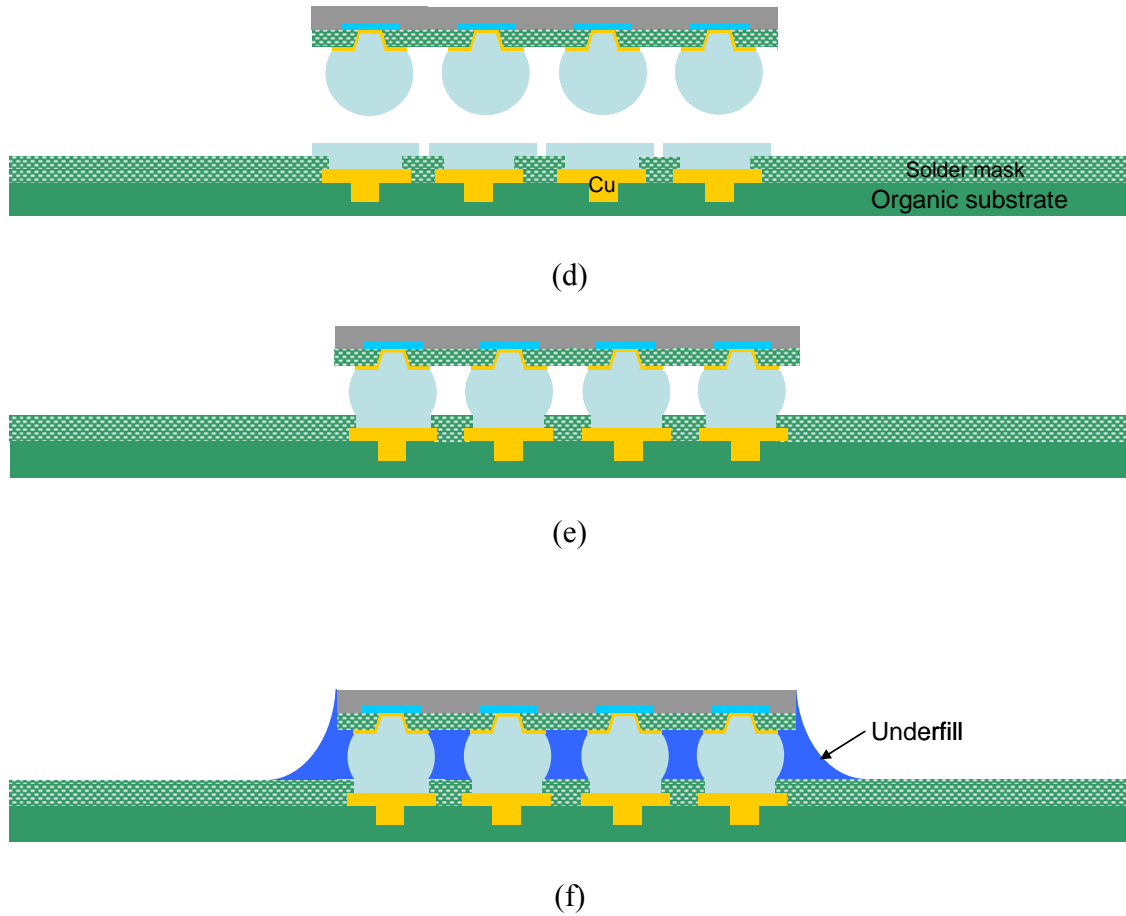 Cu
Solder mask
Organic substrate
(d)
(e)
Underfill
(f)